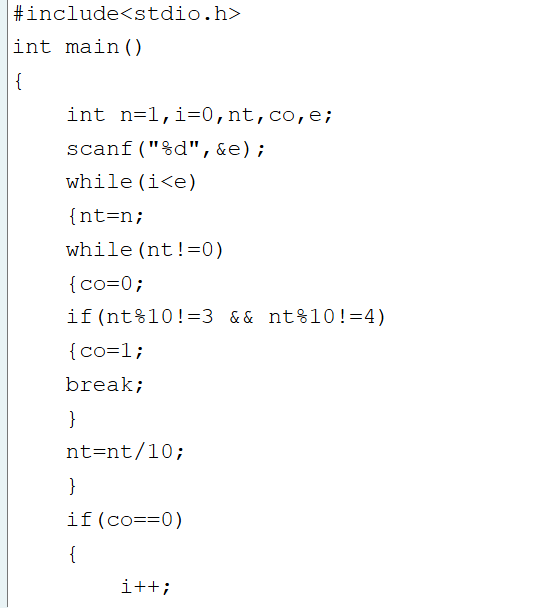 #include<stdio.h>
int main()
{
    int n=1,i=0,nt,co,e;
    scanf("%d",&e);
    while(i<e)
    {nt=n;
    while(nt!=0)
    {co=0;
    if(nt%10!=3 && nt%10!=4)
    {co=1;
    break;
    }
    nt=nt/10;
    }
    if(co==0)
    {
        i++;